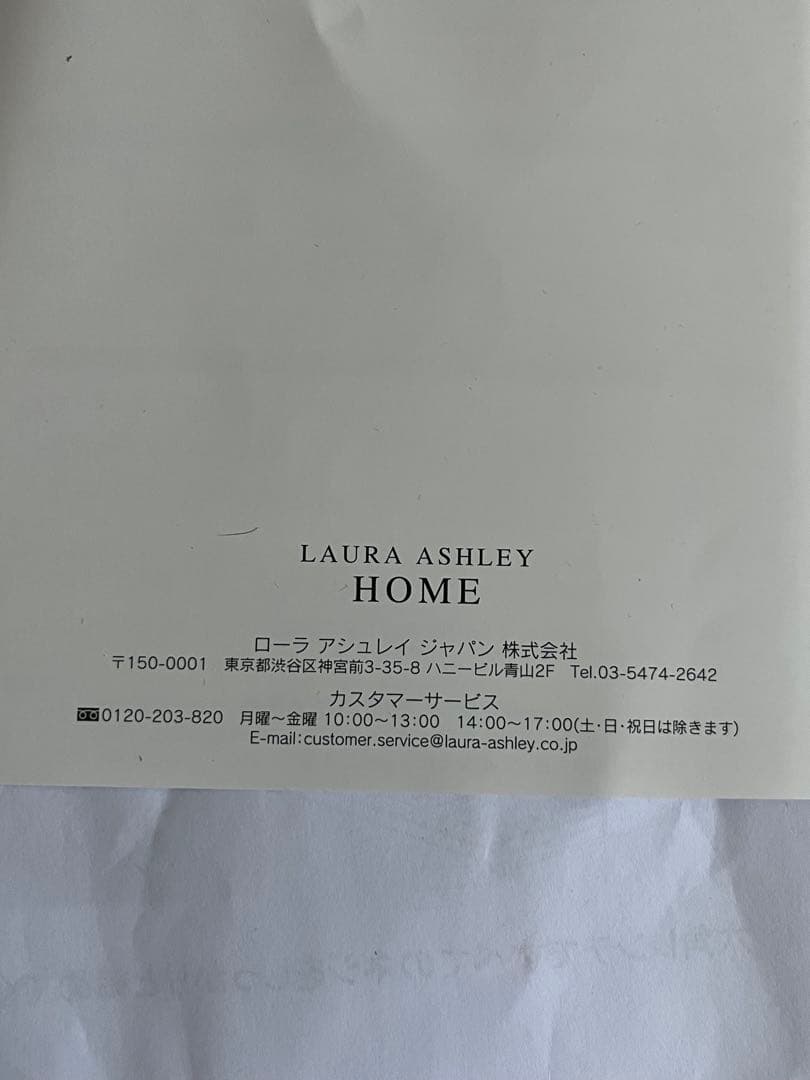 LAURA ASHLEY
HOME
ローラ アシュレイ ジャパン 株式会社
〒150-0001 東京都渋谷区神宮前3-35-8 ハニービル青山2F Tel.03-5474-2642
カスタマーサービス
0120-203-820 月曜～金曜 10:00～13:00 14:00～17:00(土・日・祝日は除きます)
E-mail:customer.service@laura-ashley.co.jp